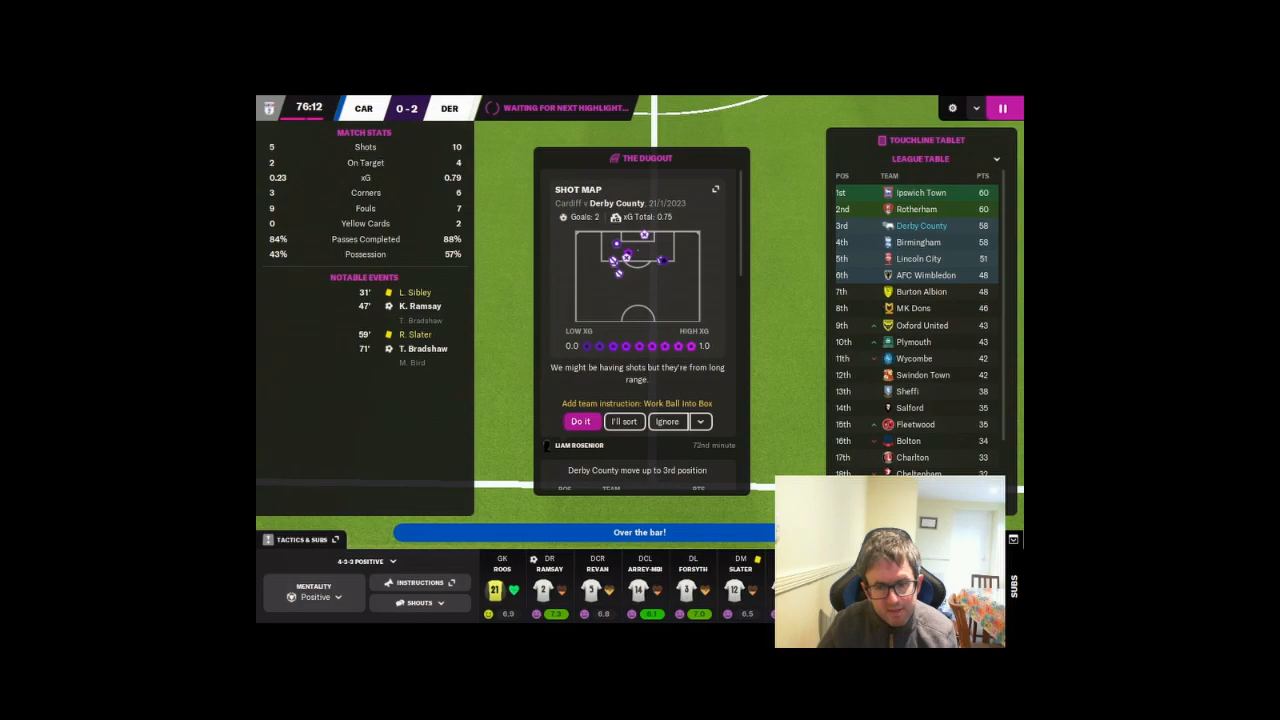 76:12 CAR 0 - 2 DER WAITING FOR NEXT HIGHLIGHT...
MATCH STATS
5 Shots 10
2 On Target 4
0.23 xG 0.79
3 Corners 6
9 Fouls 7
0 Yellow Cards 2
84% Passes Completed 88%
43% Possession 57%
NOTABLE EVENTS
31' L. Sibley
47' K. Ramsay
T. Bradshaw
59' R. Slater
71' T. Bradshaw
M. Bird
THE DUGOUT
SHOT MAP
Cardiff v Derby County, 21/1/2023
Goals: 2 | xG Total: 0.75
LOW XG HIGH XG
0.0 1.0
We might be having shots but they're from long
range.
Add team instruction: Work Ball Into Box
Do it I'll sort Ignore
LIAM ROSENIOR 72nd minute
Derby County move up to 3rd position
POS TEAM PTS
TOUCHLINE TABLET
LEAGUE TABLE
POS TEAM PTS
1st Ipswich Town 60
2nd Rotherham 60
3rd Derby County 58
4th Birmingham 58
5th Lincoln City 51
6th AFC Wimbledon 48
7th Burton Albion 48
8th MK Dons 46
9th Oxford United 43
10th Plymouth 43
11th Wycombe 42
12th Swindon Town 42
13th Sheffi 38
14th Salford 35
15th Fleetwood 35
16th Bolton 34
17th Charlton 33
18th Cheltenham 32
Over the bar!
TACTICS & SUBS
4-2-3 POSITIVE
MENTALITY
Positive
INSTRUCTIONS
SHOUTS
GK DR DCR DCL DL DM
ROOS RAMSAY REVAN ARREY-MBI FORSYTH SLATER
21 2 5 14 3 12
6.9 7.3 6.8 6.1 7.0 6.5
SUBS